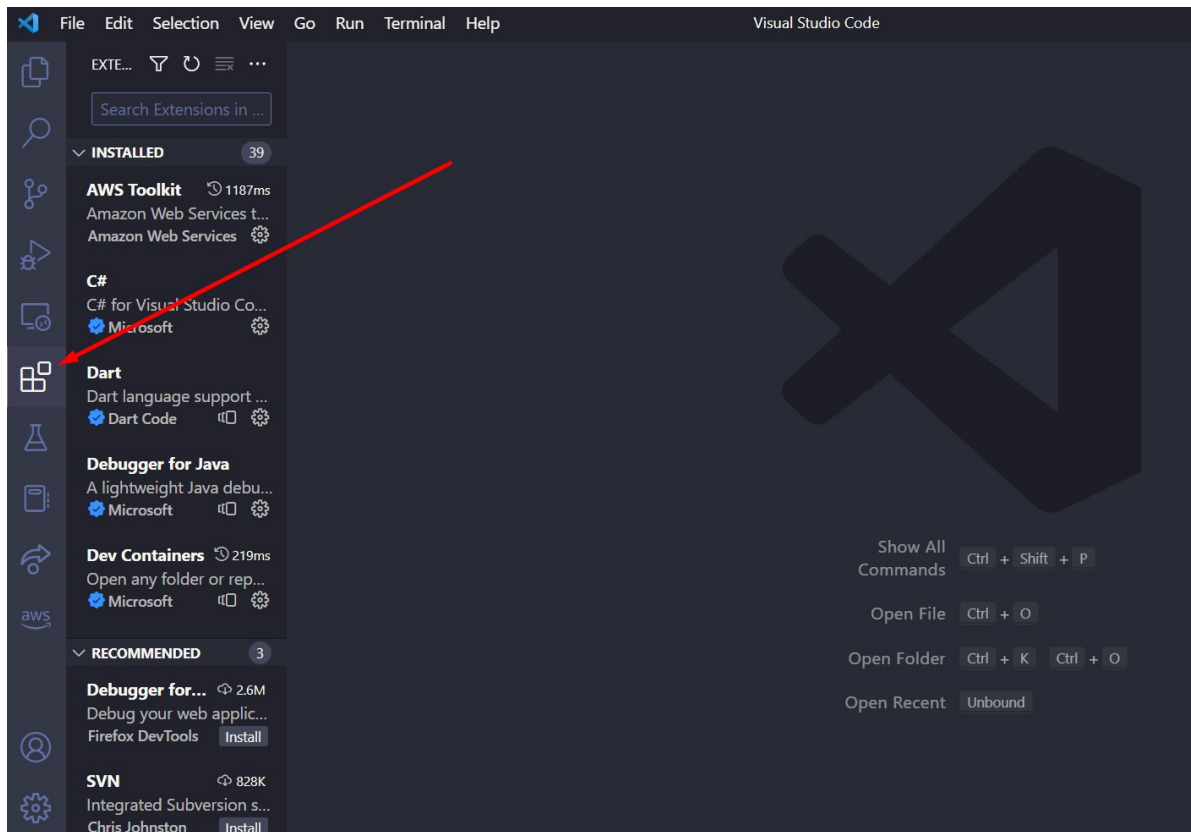 File Edit Selection View Go Run Terminal Help
Visual Studio Code
EXTE...
Search Extensions in ...
INSTALLED 39
AWS Toolkit 1187ms
Amazon Web Services t...
Amazon Web Services
C#
C# for Visual Studio Co...
Microsoft
Dart
Dart language support ...
Dart Code
Debugger for Java
A lightweight Java debu...
Microsoft
Dev Containers 219ms
Open any folder or rep...
Microsoft
aws
RECOMMENDED 3
Debugger for... 2.6M
Debug your web applic...
Firefox DevTools Install
SVN 828K
Integrated Subversion s...
Chris Johnston Install
Show All
Commands Ctrl + Shift + P
Open File Ctrl + O
Open Folder Ctrl + K Ctrl + O
Open Recent Unbound